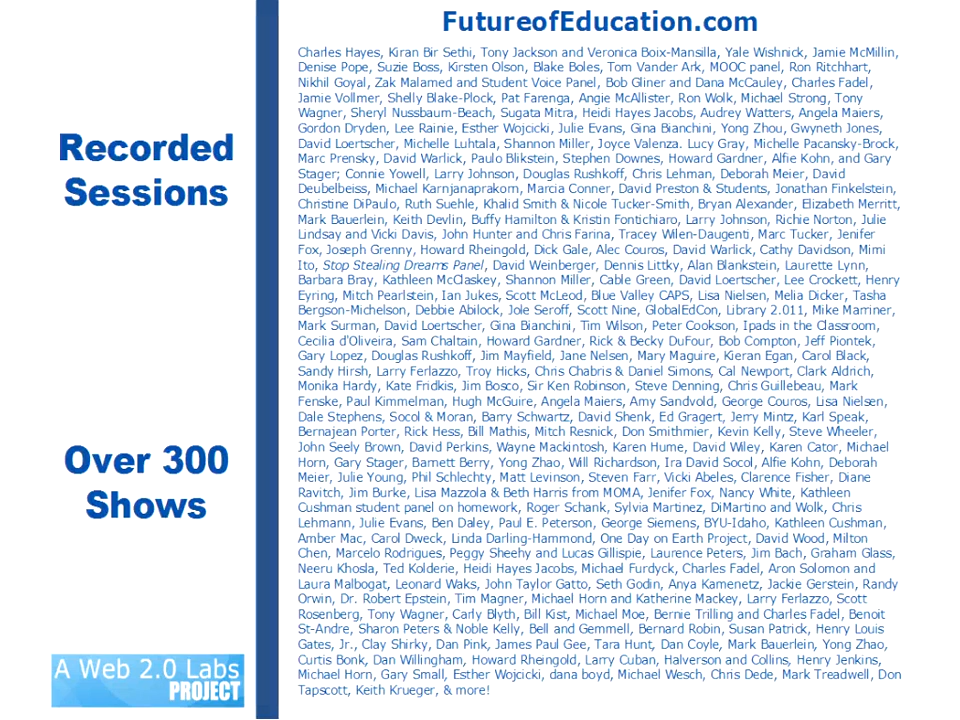 FutureofEducation.com
Recorded
Sessions
Over 300
Shows
A Web 2.0 Labs
PROJECT
Charles Hayes, Kiran Bir Sethi, Tony Jackson and Veronica Boix-Mansilla, Yale Wishnick, Jamie McMillin,
Denise Pope, Suzie Boss, Kirsten Olson, Blake Boles, Tom Vander Ark, MOOC panel, Ron Ritchhart,
Nikhil Goyal, Zak Malamed and Student Voice Panel, Bob Gliner and Dana McCauley, Charles Fadel,
Jamie Vollmer, Shelly Blake-Plock, Pat Farenga, Angie McAllister, Ron Wolk, Michael Strong, Tony
Wagner, Sheryl Nussbaum-Beach, Sugata Mitra, Heidi Hayes Jacobs, Audrey Watters, Angela Maiers,
Gordon Dryden, Lee Rainie, Esther Wojcicki, Julie Evans, Gina Bianchini, Yong Zhou, Gwyneth Jones,
David Loertscher, Michelle Luhtala, Shannon Miller, Joyce Valenza. Lucy Gray, Michelle Pacansky-Brock,
Marc Prensky, David Warlick, Paulo Blikstein, Stephen Downes, Howard Gardner, Alfie Kohn, and Gary
Stager; Connie Yowell, Larry Johnson, Douglas Rushkoff, Chris Lehman, Deborah Meier, David
Deubelbeiss, Michael Karnjanaprakorn, Marcia Conner, David Preston & Students, Jonathan Finkelstein,
Christine DiPaulo, Ruth Suehle, Khalid Smith & Nicole Tucker-Smith, Bryan Alexander, Elizabeth Merritt,
Mark Bauerlein, Keith Devlin, Buffy Hamilton & Kristin Fontichiaro, Larry Johnson, Richie Norton, Julie
Lindsay and Vicki Davis, John Hunter and Chris Farina, Tracey Wilen-Daugenti, Marc Tucker, Jenifer
Fox, Joseph Grenny, Howard Rheingold, Dick Gale, Alec Couros, David Warlick, Cathy Davidson, Mimi
Ito, Stop Stealing Dreams Panel, David Weinberger, Dennis Littky, Alan Blankstein, Laurette Lynn,
Barbara Bray, Kathleen McClaskey, Shannon Miller, Cable Green, David Loertscher, Lee Crockett, Henry
Eyring, Mitch Pearlstein, Ian Jukes, Scott McLeod, Blue Valley CAPS, Lisa Nielsen, Melia Dicker, Tasha
Bergson-Michelson, Debbie Abilock, Jole Seroff, Scott Nine, GlobalEdCon, Library 2.011, Mike Marriner,
Mark Surman, David Loertscher, Gina Bianchini, Tim Wilson, Peter Cookson, Ipads in the Classroom,
Cecilia d'Oliveira, Sam Chaltain, Howard Gardner, Rick & Becky DuFour, Bob Compton, Jeff Piontek,
Gary Lopez, Douglas Rushkoff, Jim Mayfield, Jane Nelsen, Mary Maguire, Kieran Egan, Carol Black,
Sandy Hirsh, Larry Ferlazzo, Troy Hicks, Chris Chabris & Daniel Simons, Cal Newport, Clark Aldrich,
Monika Hardy, Kate Fridkis, Jim Bosco, Sir Ken Robinson, Steve Denning, Chris Guillebeau, Mark
Fenske, Paul Kimmelman, Hugh McGuire, Angela Maiers, Amy Sandvold, George Couros, Lisa Nielsen,
Dale Stephens, Socol & Moran, Barry Schwartz, David Shenk, Ed Gragert, Jerry Mintz, Karl Speak,
Bernajean Porter, Rick Hess, Bill Mathis, Mitch Resnick, Don Smithmier, Kevin Kelly, Steve Wheeler,
John Seely Brown, David Perkins, Wayne Mackintosh, Karen Hume, David Wiley, Karen Cator, Michael
Horn, Gary Stager, Barnett Berry, Yong Zhao, Will Richardson, Ira David Socol, Alfie Kohn, Deborah
Meier, Julie Young, Phil Schlechty, Matt Levinson, Steven Farr, Vicki Abeles, Clarence Fisher, Diane
Ravitch, Jim Burke, Lisa Mazzola & Beth Harris from MOMA, Jenifer Fox, Nancy White, Kathleen
Cushman student panel on homework, Roger Schank, Sylvia Martinez, DiMartino and Wolk, Chris
Lehmann, Julie Evans, Ben Daley, Paul E. Peterson, George Siemens, BYU-Idaho, Kathleen Cushman,
Amber Mac, Carol Dweck, Linda Darling-Hammond, One Day on Earth Project, David Wood, Milton
Chen, Marcelo Rodrigues, Peggy Sheehy and Lucas Gillispie, Laurence Peters, Jim Bach, Graham Glass,
Neeru Khosla, Ted Kolderie, Heidi Hayes Jacobs, Michael Furdyck, Charles Fadel, Aron Solomon and
Laura Malbogat, Leonard Waks, John Taylor Gatto, Seth Godin, Anya Kamenetz, Jackie Gerstein, Randy
Orwin, Dr. Robert Epstein, Tim Magner, Michael Horn and Katherine Mackey, Larry Ferlazzo, Scott
Rosenberg, Tony Wagner, Carly Blyth, Bill Kist, Michael Moe, Bernie Trilling and Charles Fadel, Benoit
St-Andre, Sharon Peters & Noble Kelly, Bell and Gemmell, Bernard Robin, Susan Patrick, Henry Louis
Gates, Jr., Clay Shirky, Dan Pink, James Paul Gee, Tara Hunt, Dan Coyle, Mark Bauerlein, Yong Zhao,
Curtis Bonk, Dan Willingham, Howard Rheingold, Larry Cuban, Halverson and Collins, Henry Jenkins,
Michael Horn, Gary Small, Esther Wojcicki, dana boyd, Michael Wesch, Chris Dede, Mark Treadwell, Don
Tapscott, Keith Krueger, & more!